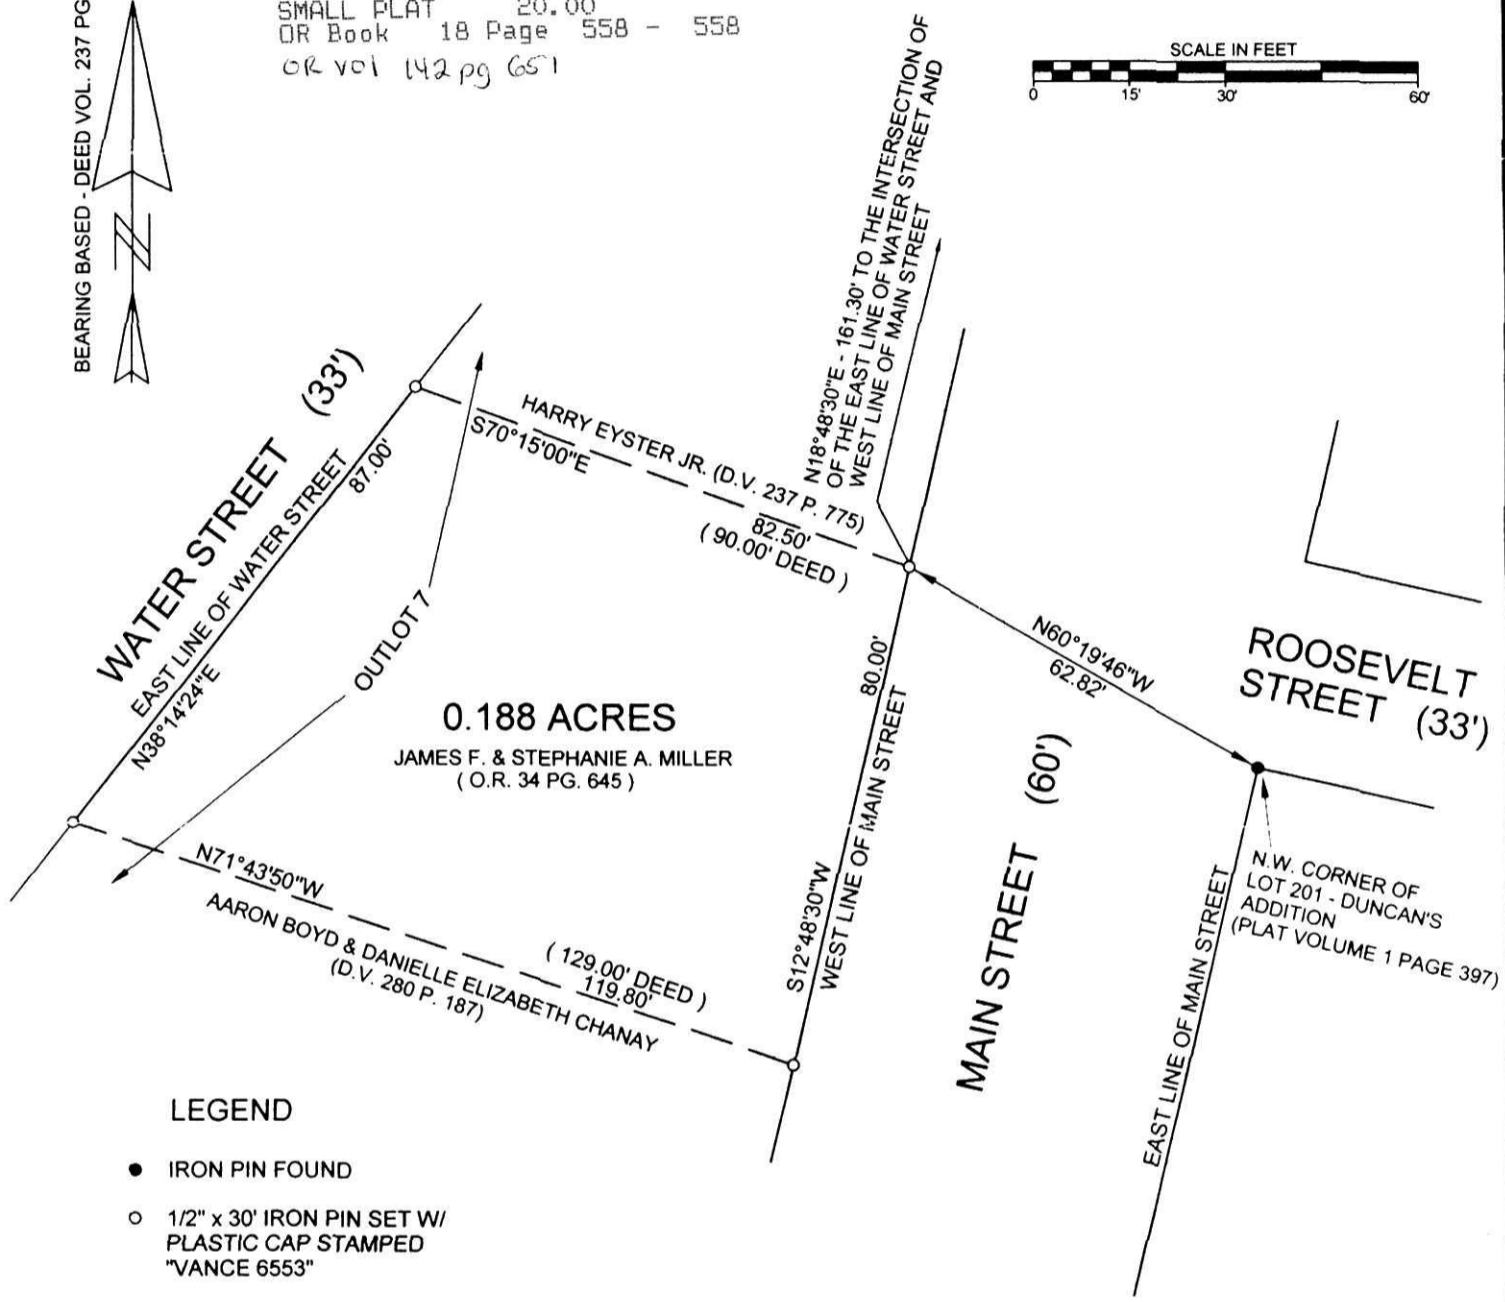 SMALL PLAT 20.00
OR Book 18 Page 558 - 558
OR vol 142 pg 651
BEARING BASED - DEED VOL. 237 PG
N
SCALE IN FEET
0 15' 30' 60'
N18°48'30"E - 161.30' TO THE INTERSECTION OF
OF THE EAST LINE OF WATER STREET AND
WEST LINE OF MAIN STREET
WATER STREET (33')
EAST LINE OF WATER STREET
87.00'
N38°14'24"E
HARRY EYSTER JR. (D.V. 237 P. 775)
S70°15'00"E
82.50'
( 90.00' DEED )
OUTLOT 7
0.188 ACRES
JAMES F. & STEPHANIE A. MILLER
( O.R. 34 PG. 645 )
80.00'
S12°48'30"W
WEST LINE OF MAIN STREET
N60°19'46"W
62.82'
ROOSEVELT
STREET (33')
MAIN STREET (60')
N.W. CORNER OF
LOT 201 - DUNCAN'S
ADDITION
(PLAT VOLUME 1 PAGE 397)
EAST LINE OF MAIN STREET
N71°43'50"W
( 129.00' DEED )
119.80'
AARON BOYD & DANIELLE ELIZABETH CHANAY
(D.V. 280 P. 187)
LEGEND
IRON PIN FOUND
1/2" x 30' IRON PIN SET W/
PLASTIC CAP STAMPED
"VANCE 6553"